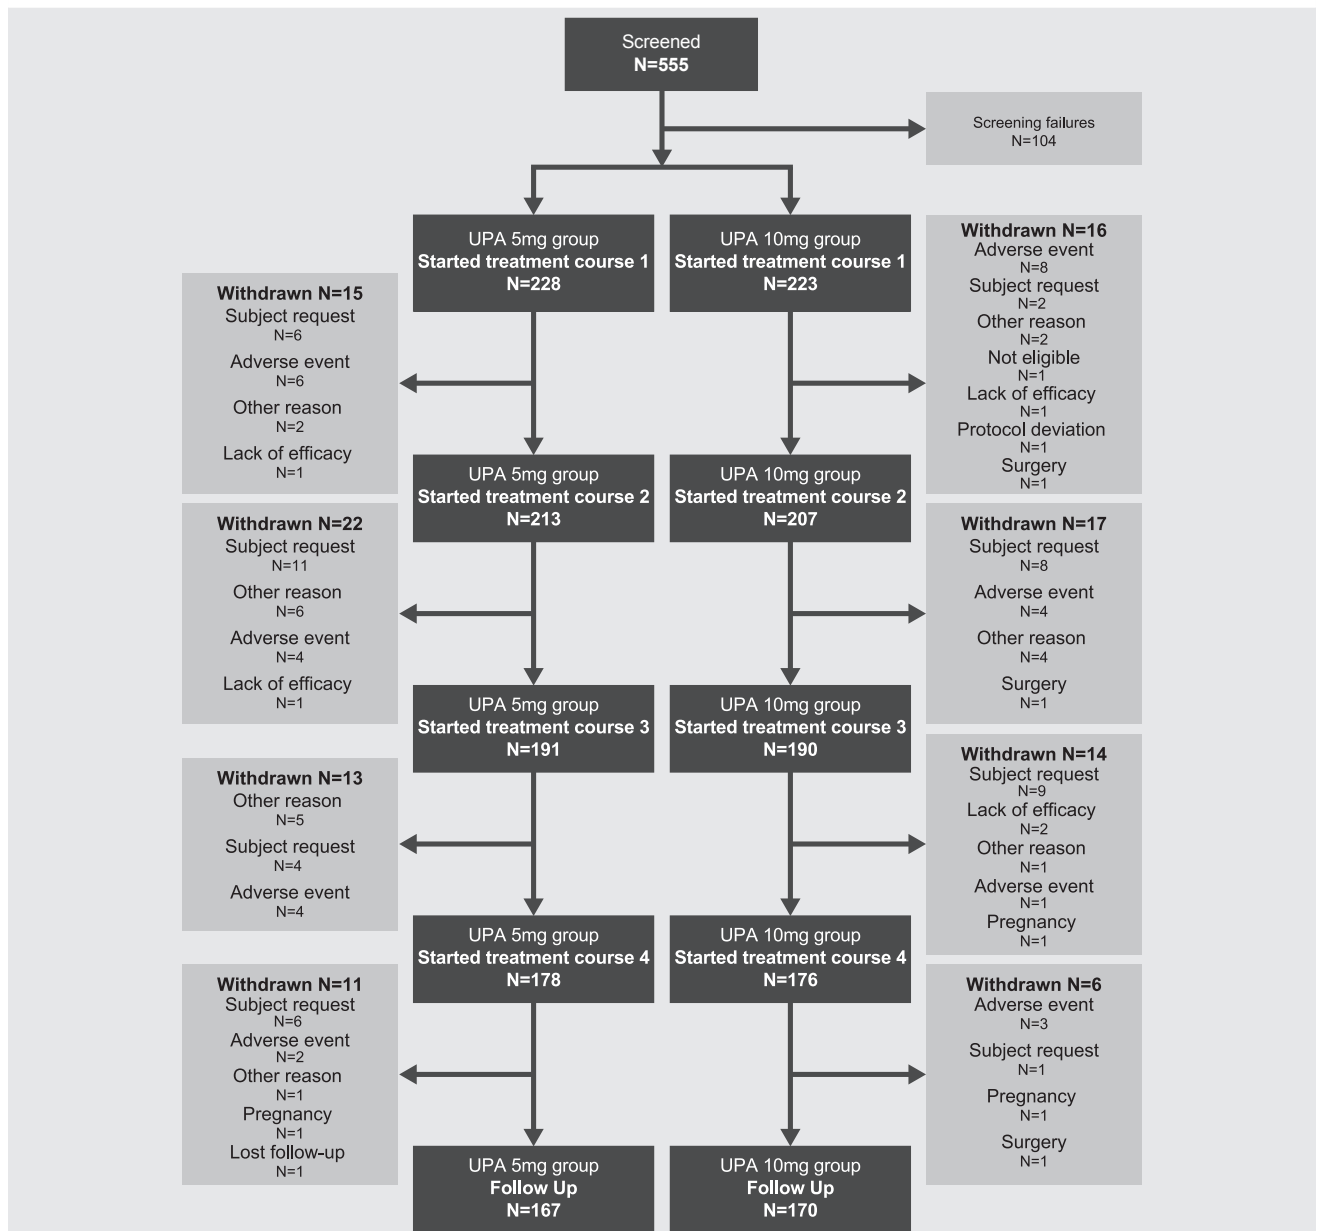 Screened
N=555
Screening failures
N=104
UPA 5mg group
Started treatment course 1
N=228
UPA 10mg group
Started treatment course 1
N=223
Withdrawn N=15
Subject request
N=6
Adverse event
N=6
Other reason
N=2
Lack of efficacy
N=1
Withdrawn N=16
Adverse event
N=8
Subject request
N=2
Other reason
N=2
Not eligible
N=1
Lack of efficacy
N=1
Protocol deviation
N=1
Surgery
N=1
UPA 5mg group
Started treatment course 2
N=213
UPA 10mg group
Started treatment course 2
N=207
Withdrawn N=22
Subject request
N=11
Other reason
N=6
Adverse event
N=4
Lack of efficacy
N=1
Withdrawn N=17
Subject request
N=8
Adverse event
N=4
Other reason
N=4
Surgery
N=1
UPA 5mg group
Started treatment course 3
N=191
UPA 10mg group
Started treatment course 3
N=190
Withdrawn N=13
Other reason
N=5
Subject request
N=4
Adverse event
N=4
Withdrawn N=14
Subject request
N=9
Lack of efficacy
N=2
Other reason
N=1
Adverse event
N=1
Pregnancy
N=1
UPA 5mg group
Started treatment course 4
N=178
UPA 10mg group
Started treatment course 4
N=176
Withdrawn N=11
Subject request
N=6
Adverse event
N=2
Other reason
N=1
Pregnancy
N=1
Lost follow-up
N=1
Withdrawn N=6
Adverse event
N=3
Subject request
N=1
Pregnancy
N=1
Surgery
N=1
UPA 5mg group
Follow Up
N=167
UPA 10mg group
Follow Up
N=170